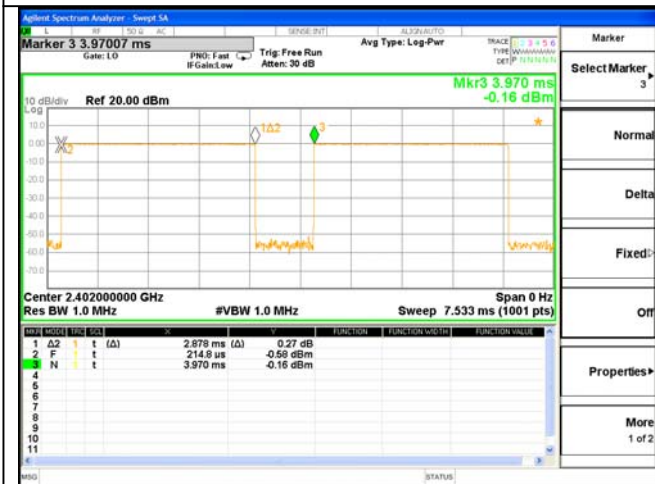 Agilent Spectrum Analyzer - Swept SA
L RF 50 Ω AC SENSE:INT ALIGNAUTO
Marker 3 3.97007 ms
Gate: LO
PNO: Fast
IFGain:Low
Trig: Free Run
Atten: 30 dB
Avg Type: Log-Pwr
TRACE 1 2 3 4 5 6
TYPE
DET P N N N N N
Mkr3 3.970 ms
-0.16 dBm
10 dB/div Ref 20.00 dBm
Log
10.0
0.00
-10.0
-20.0
-30.0
-40.0
-50.0
-60.0
-70.0
2
1Δ2
3
Center 2.402000000 GHz
Span 0 Hz
Res BW 1.0 MHz
#VBW 1.0 MHz
Sweep 7.533 ms (1001 pts)
MKR MODE TRC SCL X Y FUNCTION FUNCTION WIDTH FUNCTION VALUE
1 Δ2 1 t (Δ) 2.878 ms (Δ) 0.27 dB
2 F 1 t 214.8 us -0.58 dBm
3 N 1 t 3.970 ms -0.16 dBm
4
5
6
7
8
9
10
11
MSG
STATUS
Marker
Select Marker
3
Normal
Delta
Fixed
Off
Properties
More
1 of 2